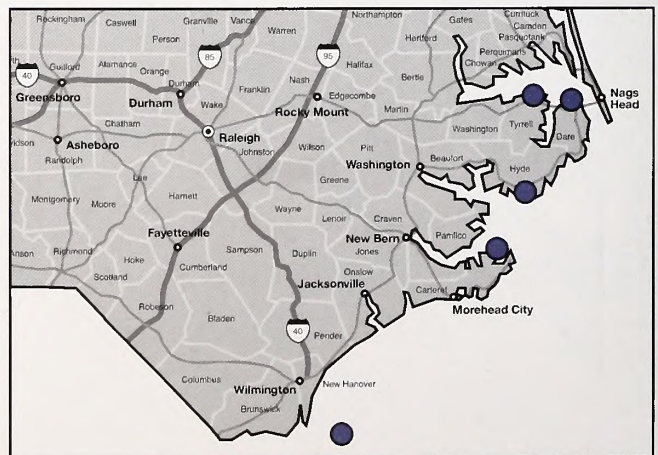 Rockingham
Caswell
Granville
Vance
Warren
Northampton
Gates
Currituck
Camden
Pasquotank
Perquimans
Chowan
Person
Hertford
Halifax
Bertie
85
95
40
Guilford
Alamance
Orange
Durham
Franklin
Nash
Edgecombe
Martin
Greensboro
Durham
Wake
Rocky Mount
Nags
Head
Washington
Tyrrell
Dare
Chatham
Raleigh
Johnston
Wilson
Pitt
Beaufort
Hyde
Asheboro
Randolph
Washington
Greene
Lee
Harnett
Wayne
Lenoir
Craven
Pamlico
Montgomery
Moore
Fayetteville
New Bern
Jones
Anson
Richmond
Hoke
Cumberland
Sampson
Duplin
Onslow
Scotland
Jacksonville
Carteret
Morehead City
Robeson
Bladen
40
Pender
Columbus
Wilmington
New Hanover
Brunswick